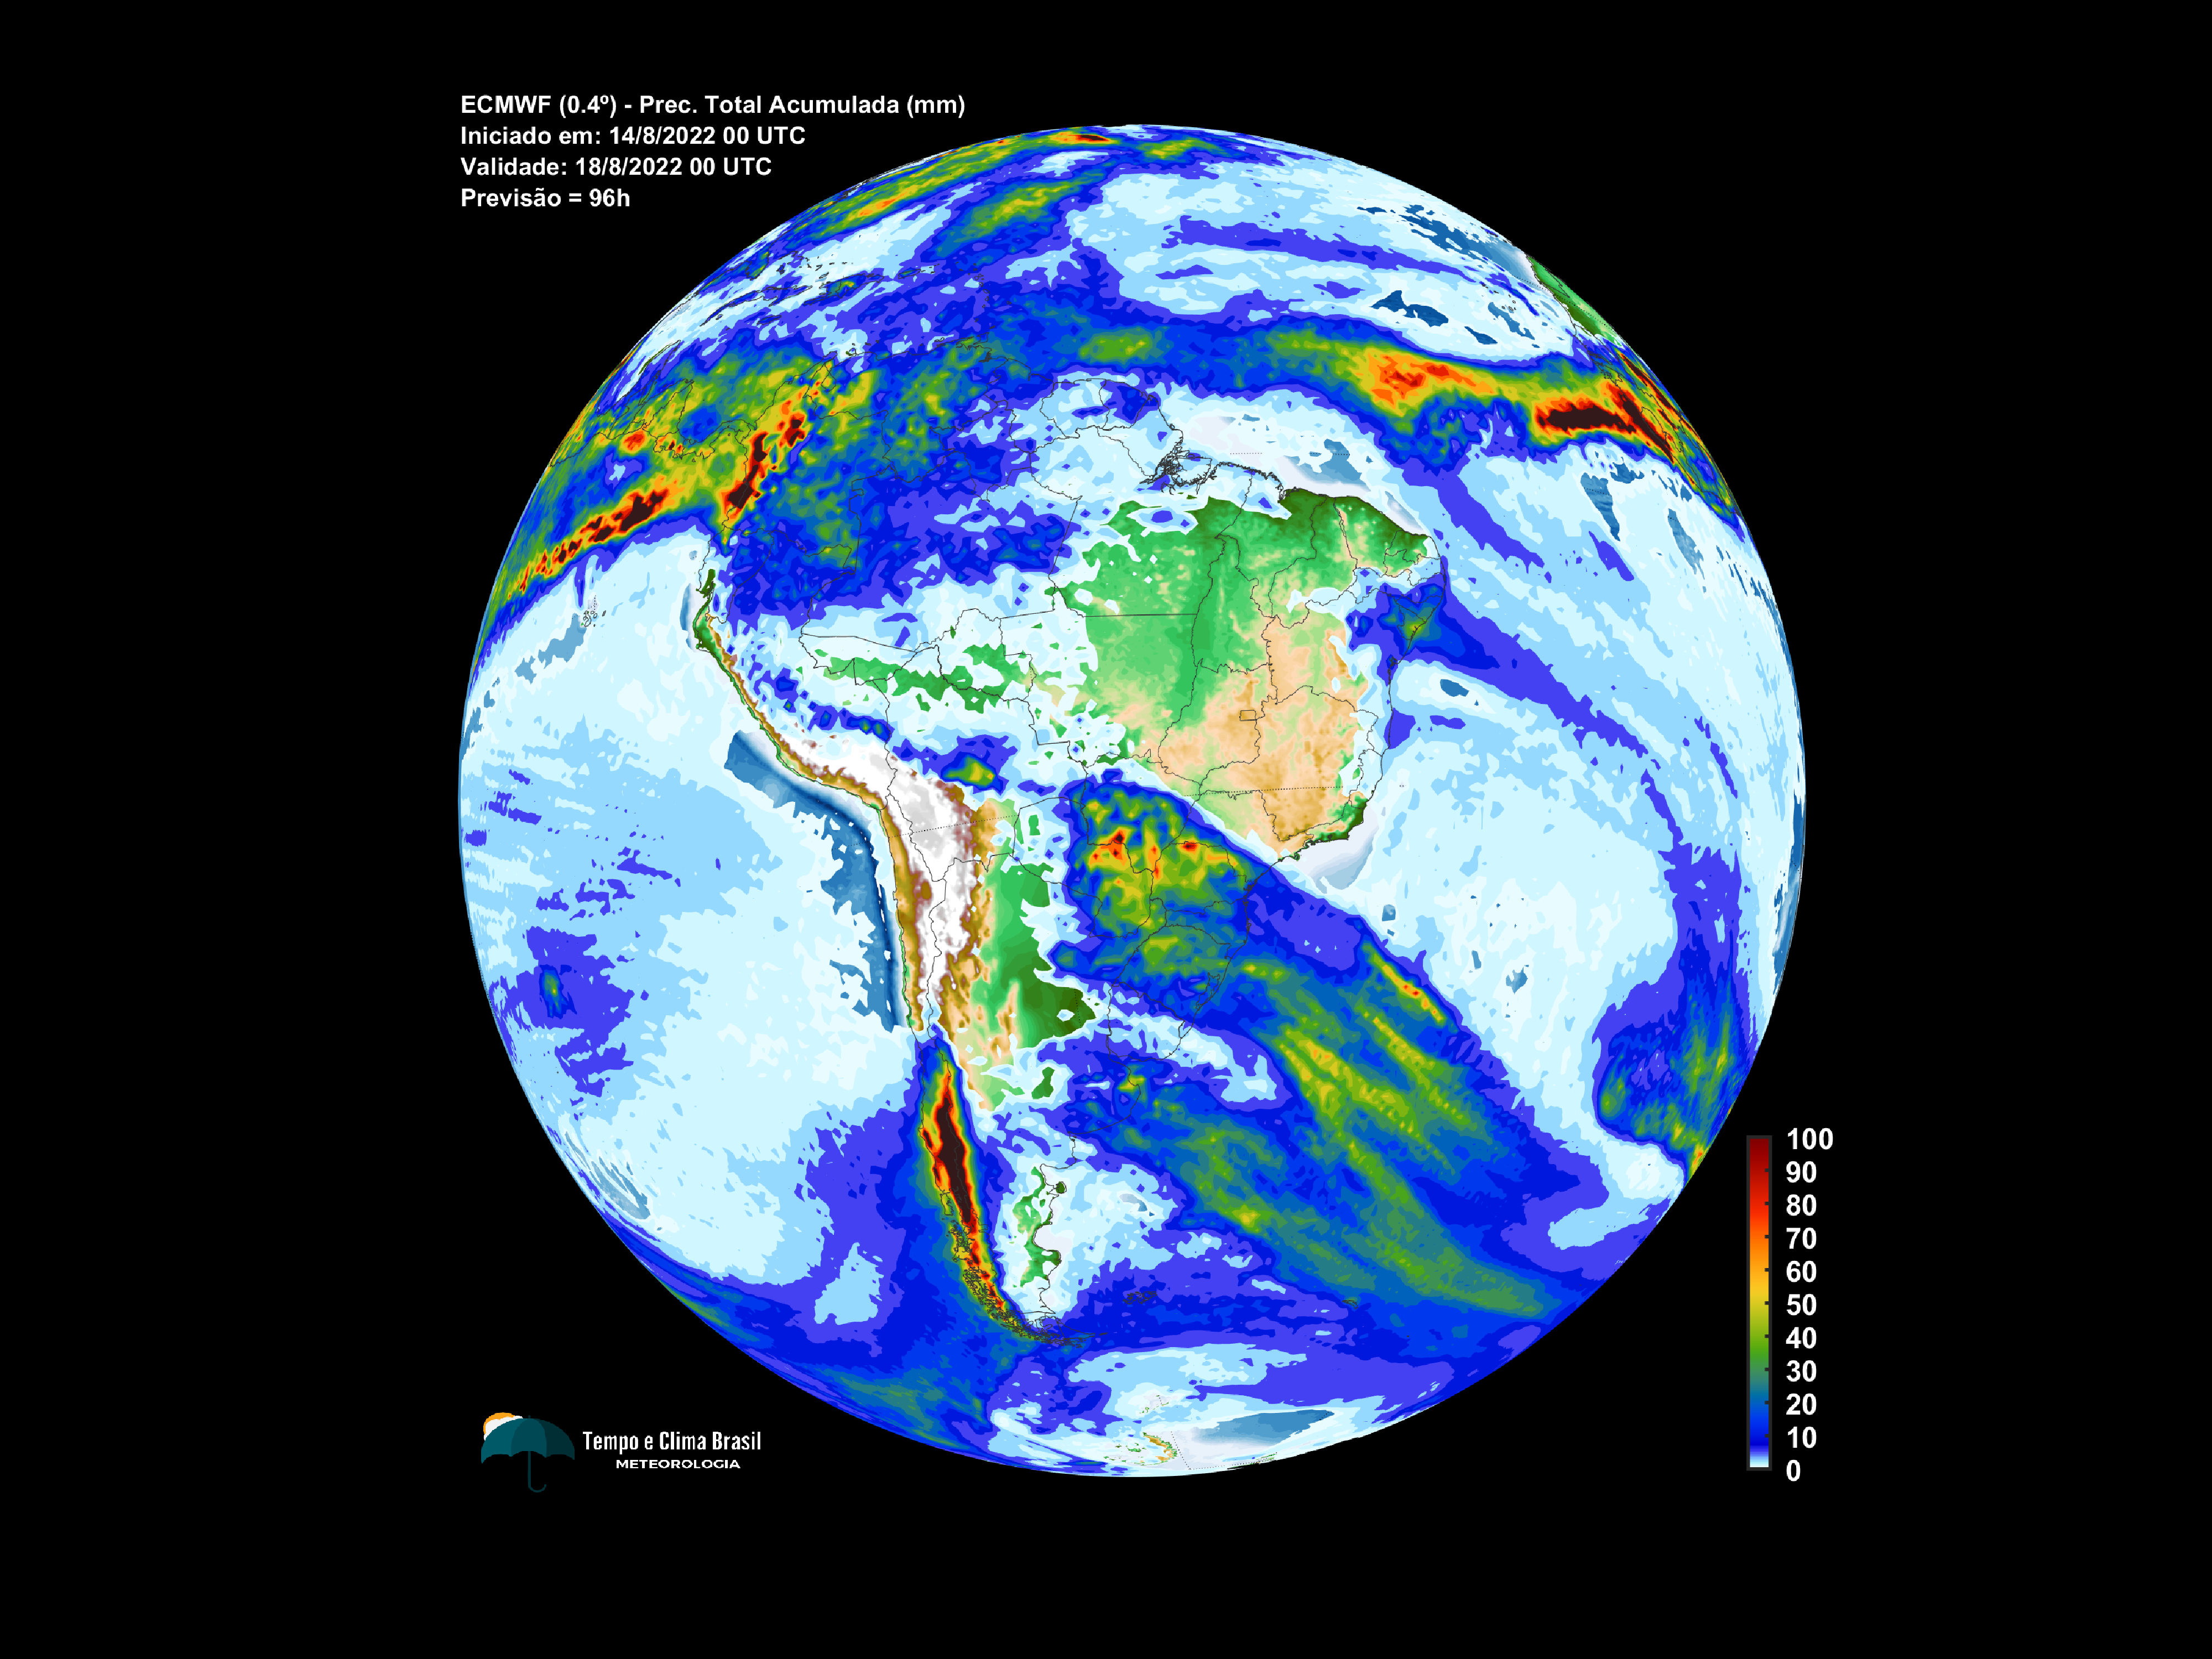 ECMWF (0.4º) - Prec. Total Acumulada (mm)
Iniciado em: 14/8/2022 00 UTC
Validade: 18/8/2022 00 UTC
Previsão = 96h
100
90
80
70
60
50
40
30
20
10
0
Tempo e Clima Brasil
METEOROLOGIA